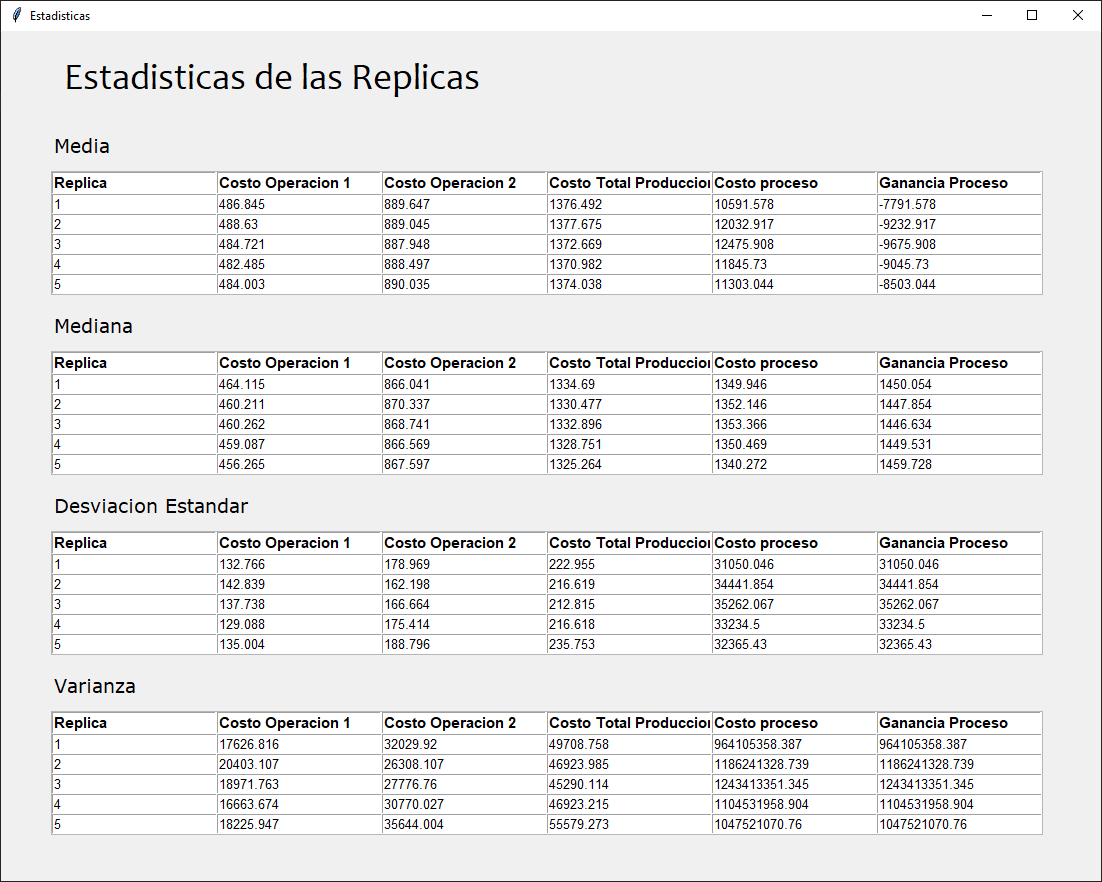 Estadisticas
Estadisticas de las Replicas
Media
Replica Costo Operacion 1 Costo Operacion 2 Costo Total Produccion Costo proceso Ganancia Proceso
1 486.845 889.647 1376.492 10591.578 -7791.578
2 488.63 889.045 1377.675 12032.917 -9232.917
3 484.721 887.948 1372.669 12475.908 -9675.908
4 482.485 888.497 1370.982 11845.73 -9045.73
5 484.003 890.035 1374.038 11303.044 -8503.044
Mediana
Replica Costo Operacion 1 Costo Operacion 2 Costo Total Produccion Costo proceso Ganancia Proceso
1 464.115 866.041 1334.69 1349.946 1450.054
2 460.211 870.337 1330.477 1352.146 1447.854
3 460.262 868.741 1332.896 1353.366 1446.634
4 459.087 866.569 1328.751 1350.469 1449.531
5 456.265 867.597 1325.264 1340.272 1459.728
Desviacion Estandar
Replica Costo Operacion 1 Costo Operacion 2 Costo Total Produccion Costo proceso Ganancia Proceso
1 132.766 178.969 222.955 31050.046 31050.046
2 142.839 162.198 216.619 34441.854 34441.854
3 137.738 166.664 212.815 35262.067 35262.067
4 129.088 175.414 216.618 33234.5 33234.5
5 135.004 188.796 235.753 32365.43 32365.43
Varianza
Replica Costo Operacion 1 Costo Operacion 2 Costo Total Produccion Costo proceso Ganancia Proceso
1 17626.816 32029.92 49708.758 964105358.387 964105358.387
2 20403.107 26308.107 46923.985 1186241328.739 1186241328.739
3 18971.763 27776.76 45290.114 1243413351.345 1243413351.345
4 16663.674 30770.027 46923.215 1104531958.904 1104531958.904
5 18225.947 35644.004 55579.273 1047521070.76 1047521070.76